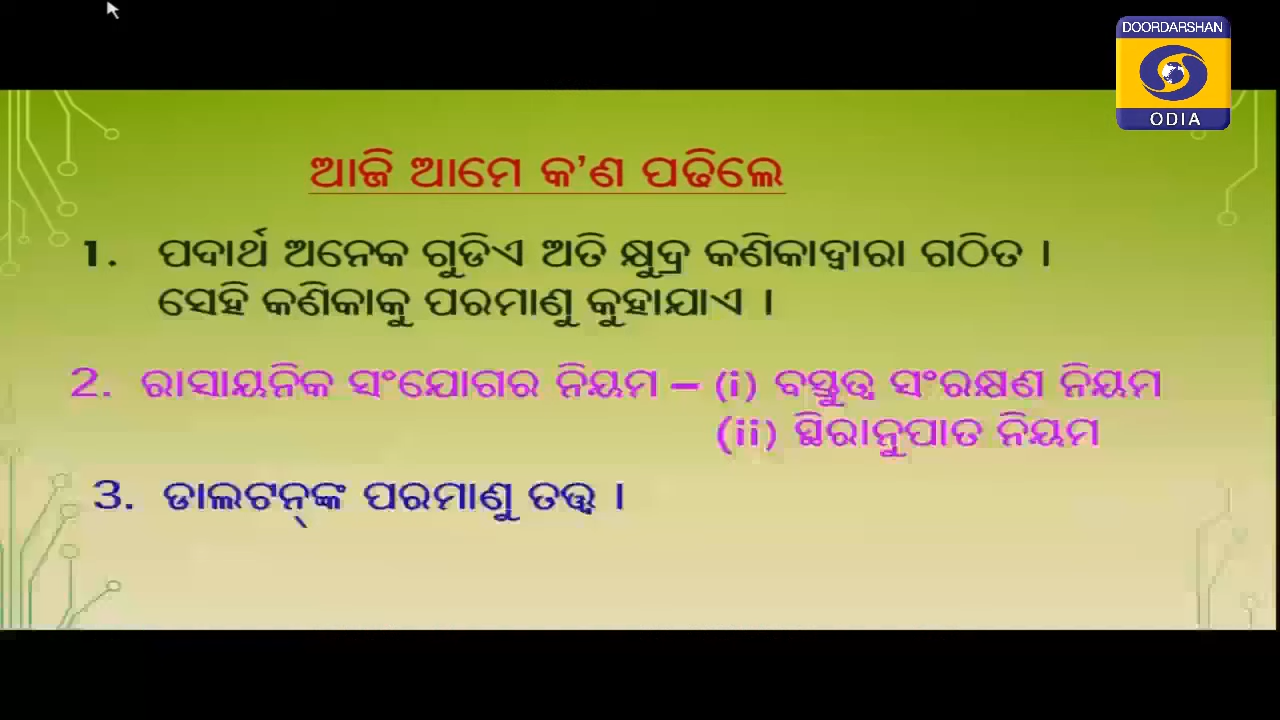 DOORDARSHAN
ODIA
ଆଜି ଆମେ କ'ଣ ପଢିଲେ
1. ପଦାର୍ଥ ଅନେକ ଗୁଡିଏ ଅତି କ୍ଷୁଦ୍ର କଣିକାଦ୍ଵାରା ଗଠିତ ।
ସେହି କଣିକାକୁ ପରମାଣୁ କୁହାଯାଏ ।
2. ରାସାୟନିକ ସଂଯୋଗର ନିୟମ – (i) ବସ୍ତୁତ୍ଵ ସଂରକ୍ଷଣ ନିୟମ
(ii) ସ୍ଥିରାନୁପାତ ନିୟମ
3. ଡାଲଟନ୍‌ଙ୍କ ପରମାଣୁ ତତ୍ତ୍ୱ ।